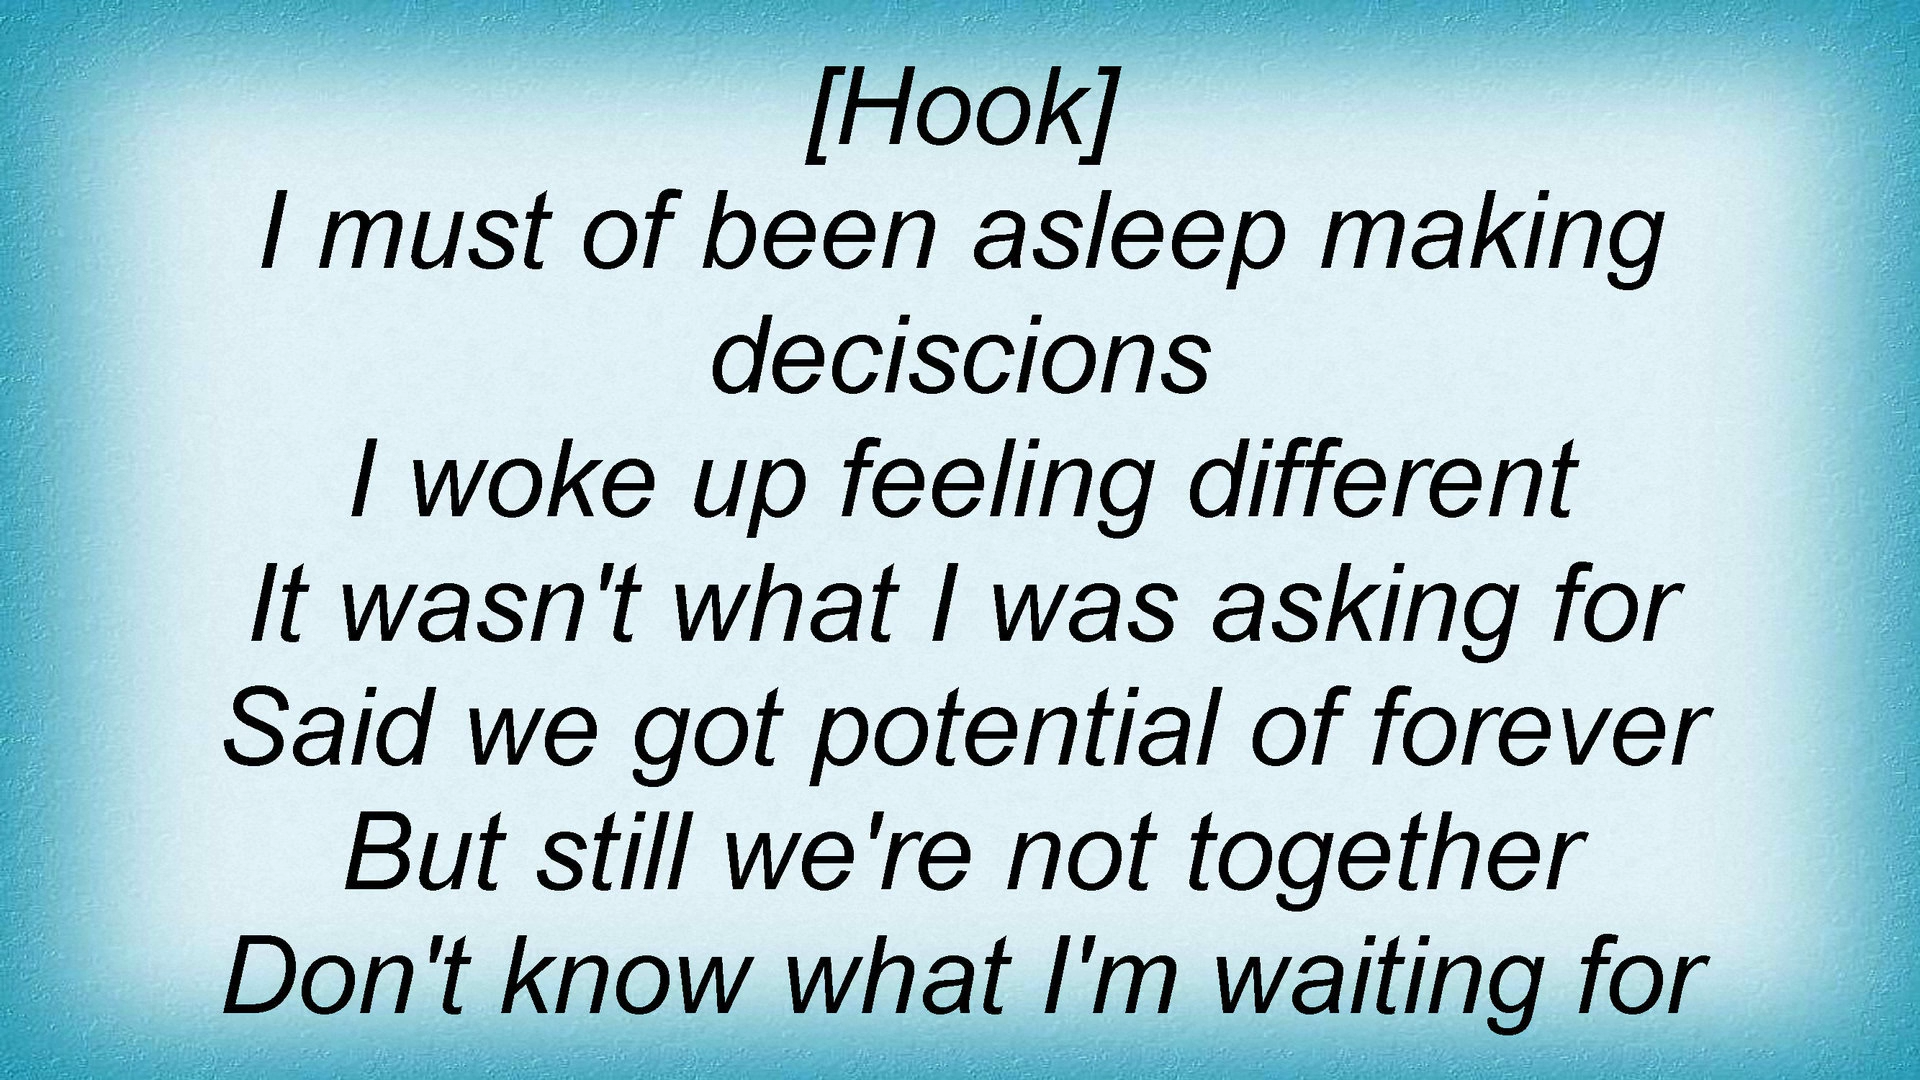 [Hook]
I must of been asleep making
deciscions
I woke up feeling different
It wasn't what I was asking for
Said we got potential of forever
But still we're not together
Don't know what I'm waiting for